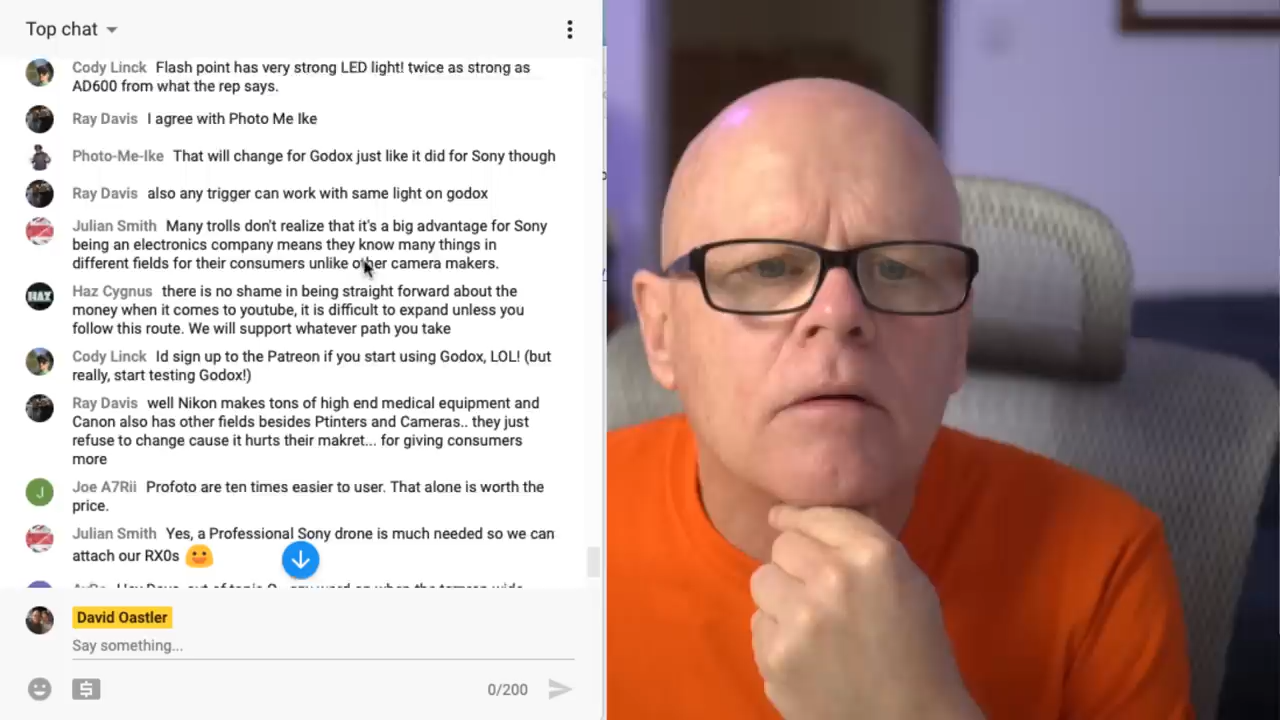 Top chat
Cody Linck Flash point has very strong LED light! twice as strong as
AD600 from what the rep says.
Ray Davis I agree with Photo Me Ike
Photo-Me-Ike That will change for Godox just like it did for Sony though
Ray Davis also any trigger can work with same light on godox
Julian Smith Many trolls don't realize that it's a big advantage for Sony
being an electronics company means they know many things in
different fields for their consumers unlike other camera makers.
HAZ
Haz Cygnus there is no shame in being straight forward about the
money when it comes to youtube, it is difficult to expand unless you
follow this route. We will support whatever path you take
Cody Linck Id sign up to the Patreon if you start using Godox, LOL! (but
really, start testing Godox!)
Ray Davis well Nikon makes tons of high end medical equipment and
Canon also has other fields besides Ptinters and Cameras.. they just
refuse to change cause it hurts their makret... for giving consumers
more
J
Joe A7Rii Profoto are ten times easier to user. That alone is worth the
price.
Julian Smith Yes, a Professional Sony drone is much needed so we can
attach our RX0s
David Oastler
Say something...
0/200